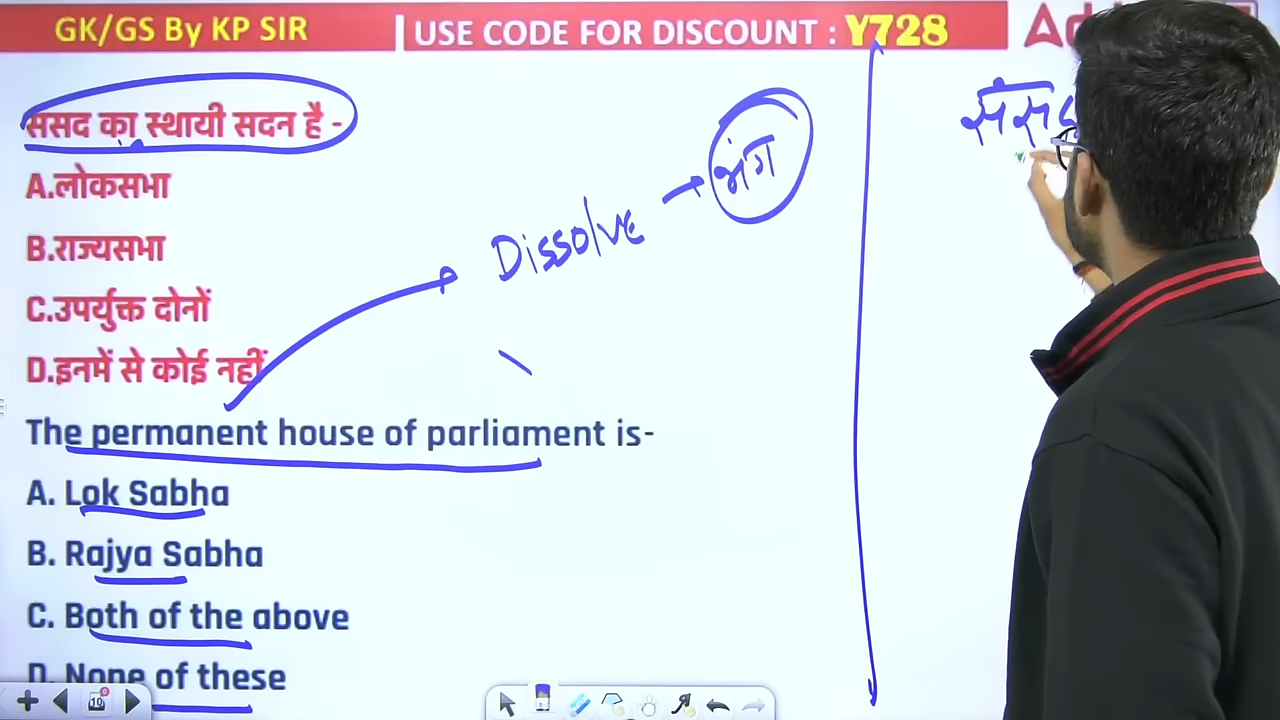 GK/GS By KP SIR
USE CODE FOR DISCOUNT : Y728
संसद का स्थायी सदन है -
A.लोकसभा
B.राज्यसभा
C.उपर्युक्त दोनों
D.इनमें से कोई नहीं
The permanent house of parliament is-
A. Lok Sabha
B. Rajya Sabha
C. Both of the above
D. None of these
Dissolve → भंग